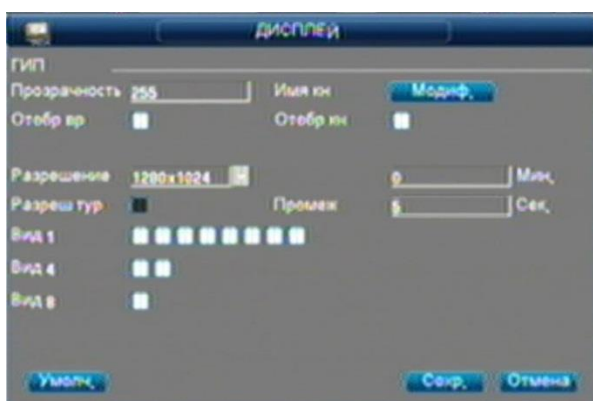 ДИСПЛЕЙ
ГИП
Прозрачность 255 Имя кн Модиф.
Отобр вр Отобр кн
Разрешение 1280x1024 0 Мин.
Разреш тур Промеж 5 Сек.
Вид 1
Вид 4
Вид 8
Умолч. Сохр. Отмена